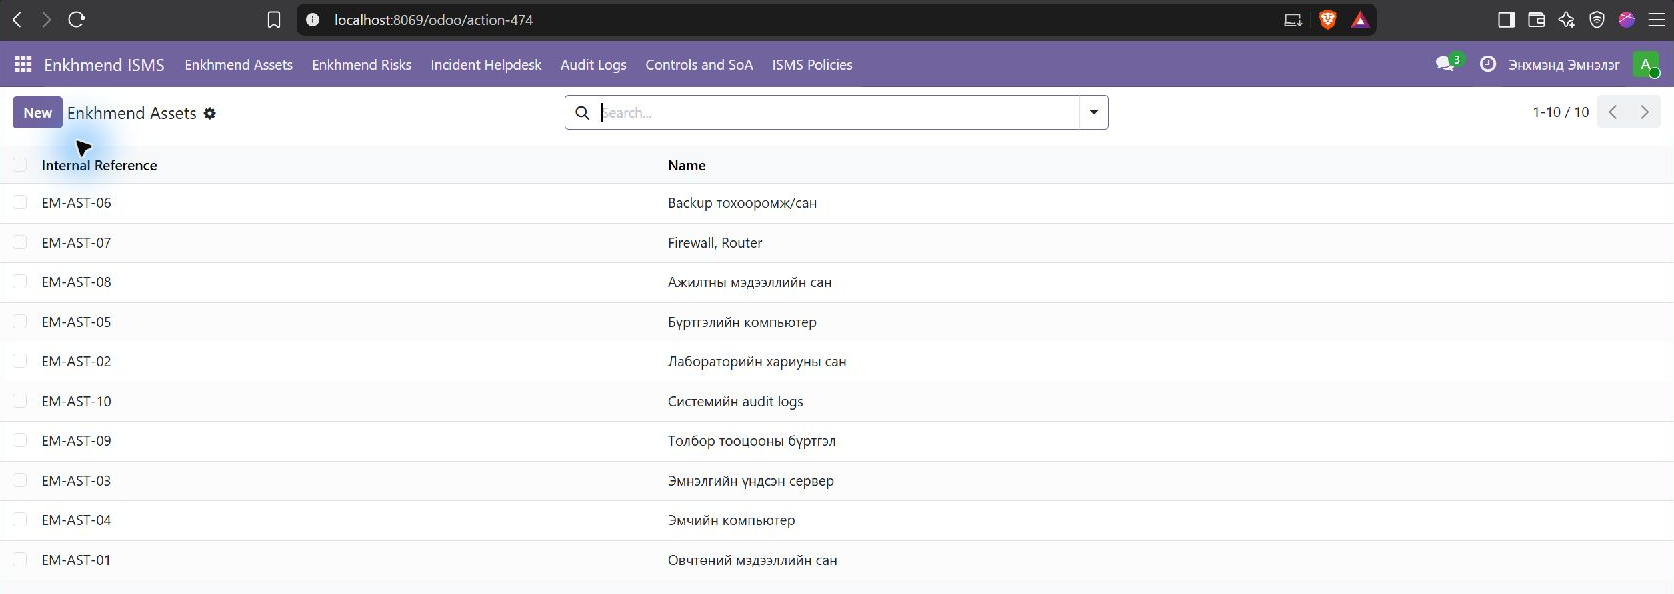 localhost:8069/odoo/action-474
Enkhmend ISMS Enkhmend Assets Enkhmend Risks Incident Helpdesk Audit Logs Controls and SoA ISMS Policies 3 Энхмэнд Эмнэлэг A
New Enkhmend Assets Search... 1-10 / 10
Internal Reference Name
EM-AST-06 Backup тохооромж/сан
EM-AST-07 Firewall, Router
EM-AST-08 Ажилтны мэдээллийн сан
EM-AST-05 Бүртгэлийн компьютер
EM-AST-02 Лабораторийн хариуны сан
EM-AST-10 Системийн audit logs
EM-AST-09 Толбор тооцооны бүртгэл
EM-AST-03 Эмнэлгийн үндсэн сервер
EM-AST-04 Эмчийн компьютер
EM-AST-01 Өвчтөний мэдээллийн сан